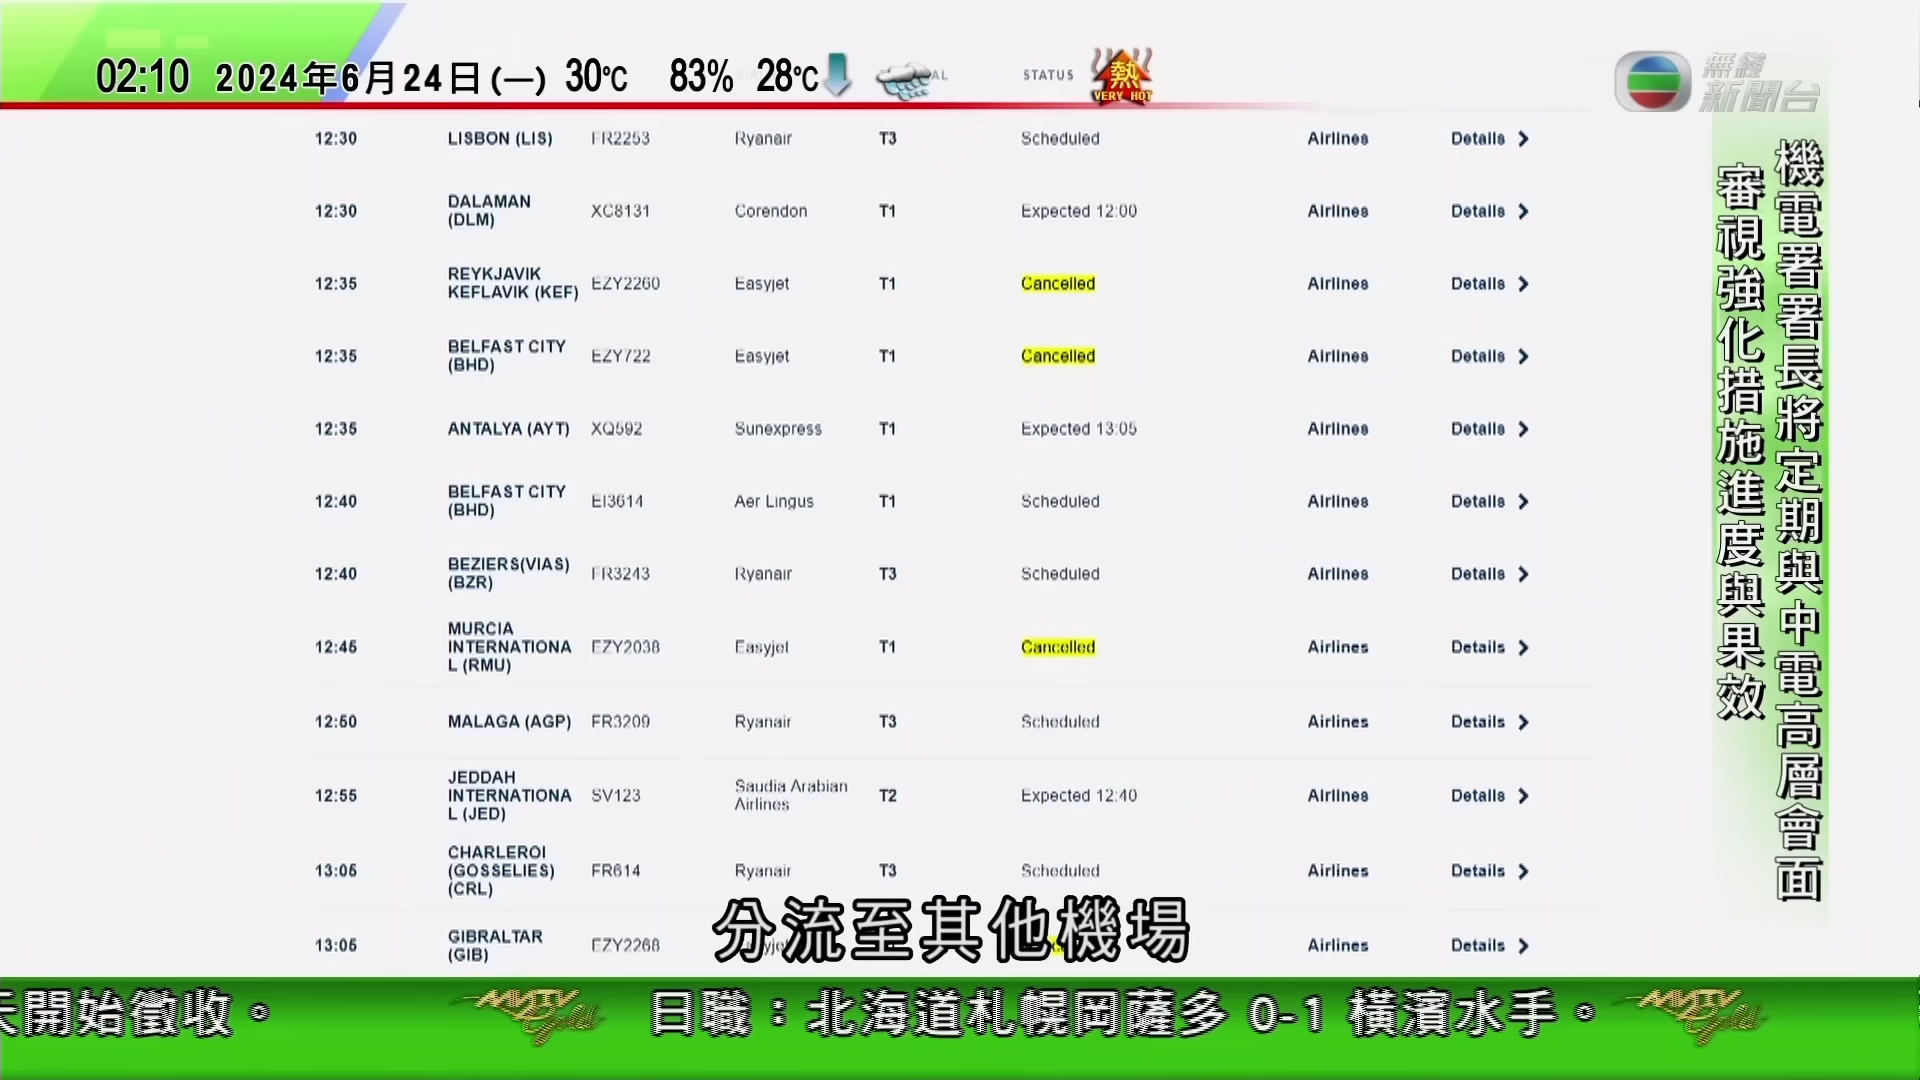 02:10 2024年6月24日(一) 30℃ 83% 28℃ AL STATUS 熱 VERY HOT 無綫新聞台
12:30 LISBON (LIS) FR2253 Ryanair T3 Scheduled Airlines Details
12:30 DALAMAN (DLM) XC8131 Corendon T1 Expected 12:00 Airlines Details
12:35 REYKJAVIK KEFLAVIK (KEF) EZY2260 Easyjet T1 Cancelled Airlines Details
12:35 BELFAST CITY (BHD) EZY722 Easyjet T1 Cancelled Airlines Details
12:35 ANTALYA (AYT) XQ592 Sunexpress T1 Expected 13:05 Airlines Details
12:40 BELFAST CITY (BHD) EI3614 Aer Lingus T1 Scheduled Airlines Details
12:40 BEZIERS(VIAS) (BZR) FR3243 Ryanair T3 Scheduled Airlines Details
12:45 MURCIA INTERNATIONAL (RMU) EZY2038 Easyjet T1 Cancelled Airlines Details
12:50 MALAGA (AGP) FR3209 Ryanair T3 Scheduled Airlines Details
12:55 JEDDAH INTERNATIONAL (JED) SV123 Saudia Arabian Airlines T2 Expected 12:40 Airlines Details
13:05 CHARLEROI (GOSSELIES) (CRL) FR614 Ryanair T3 Scheduled Airlines Details
13:05 GIBRALTAR (GIB) EZY2268 Airlines Details
機電署署長將定期與中電高層會面
審視強化措施進度與果效
分流至其他機場
天開始徵收。 MVTV Gold 日職：北海道札幌岡薩多 0-1 橫濱水手。 MVTV Gold